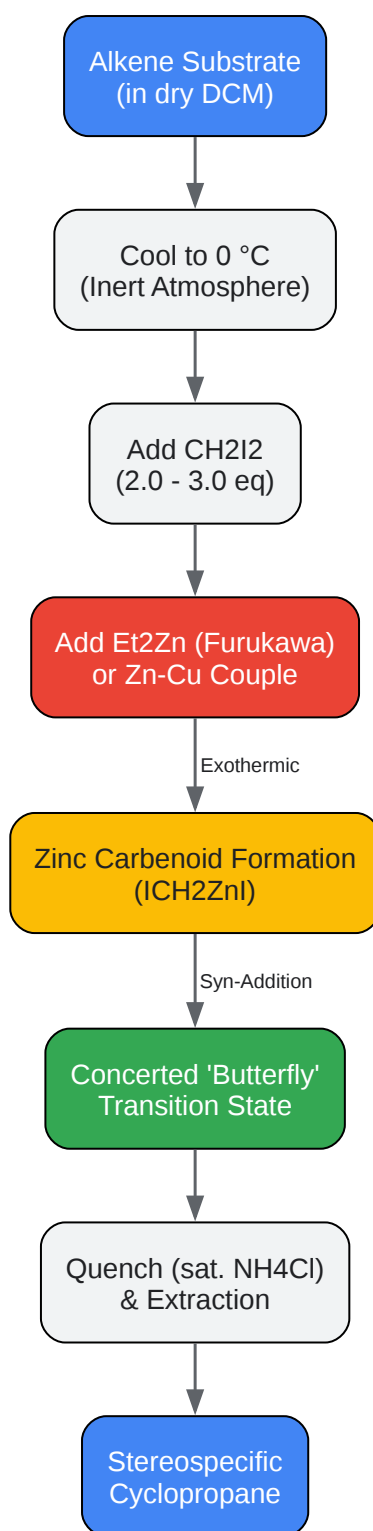 Alkene Substrate
(in dry DCM)
Cool to 0 °C
(Inert Atmosphere)
Add CH2I2
(2.0 - 3.0 eq)
Add Et2Zn (Furukawa)
or Zn-Cu Couple
Exothermic
Zinc Carbenoid Formation
(ICH2ZnI)
Syn-Addition
Concerted 'Butterfly'
Transition State
Quench (sat. NH4Cl)
& Extraction
Stereospecific
Cyclopropane